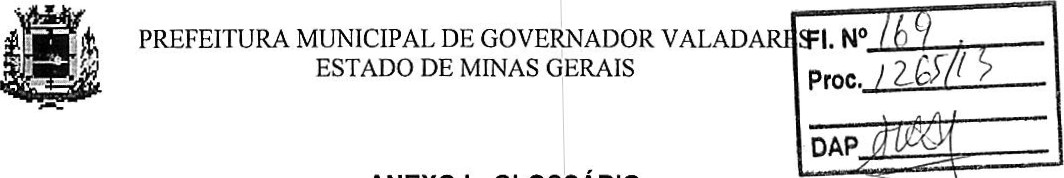 PREFEITURA MUNICIPAL DE GOVERNADOR VALADARES
ESTADO DE MINAS GERAIS
Fl. Nº 169
Proc. 1265/13
DAP
ANEXO I - GLOSSÁRIO